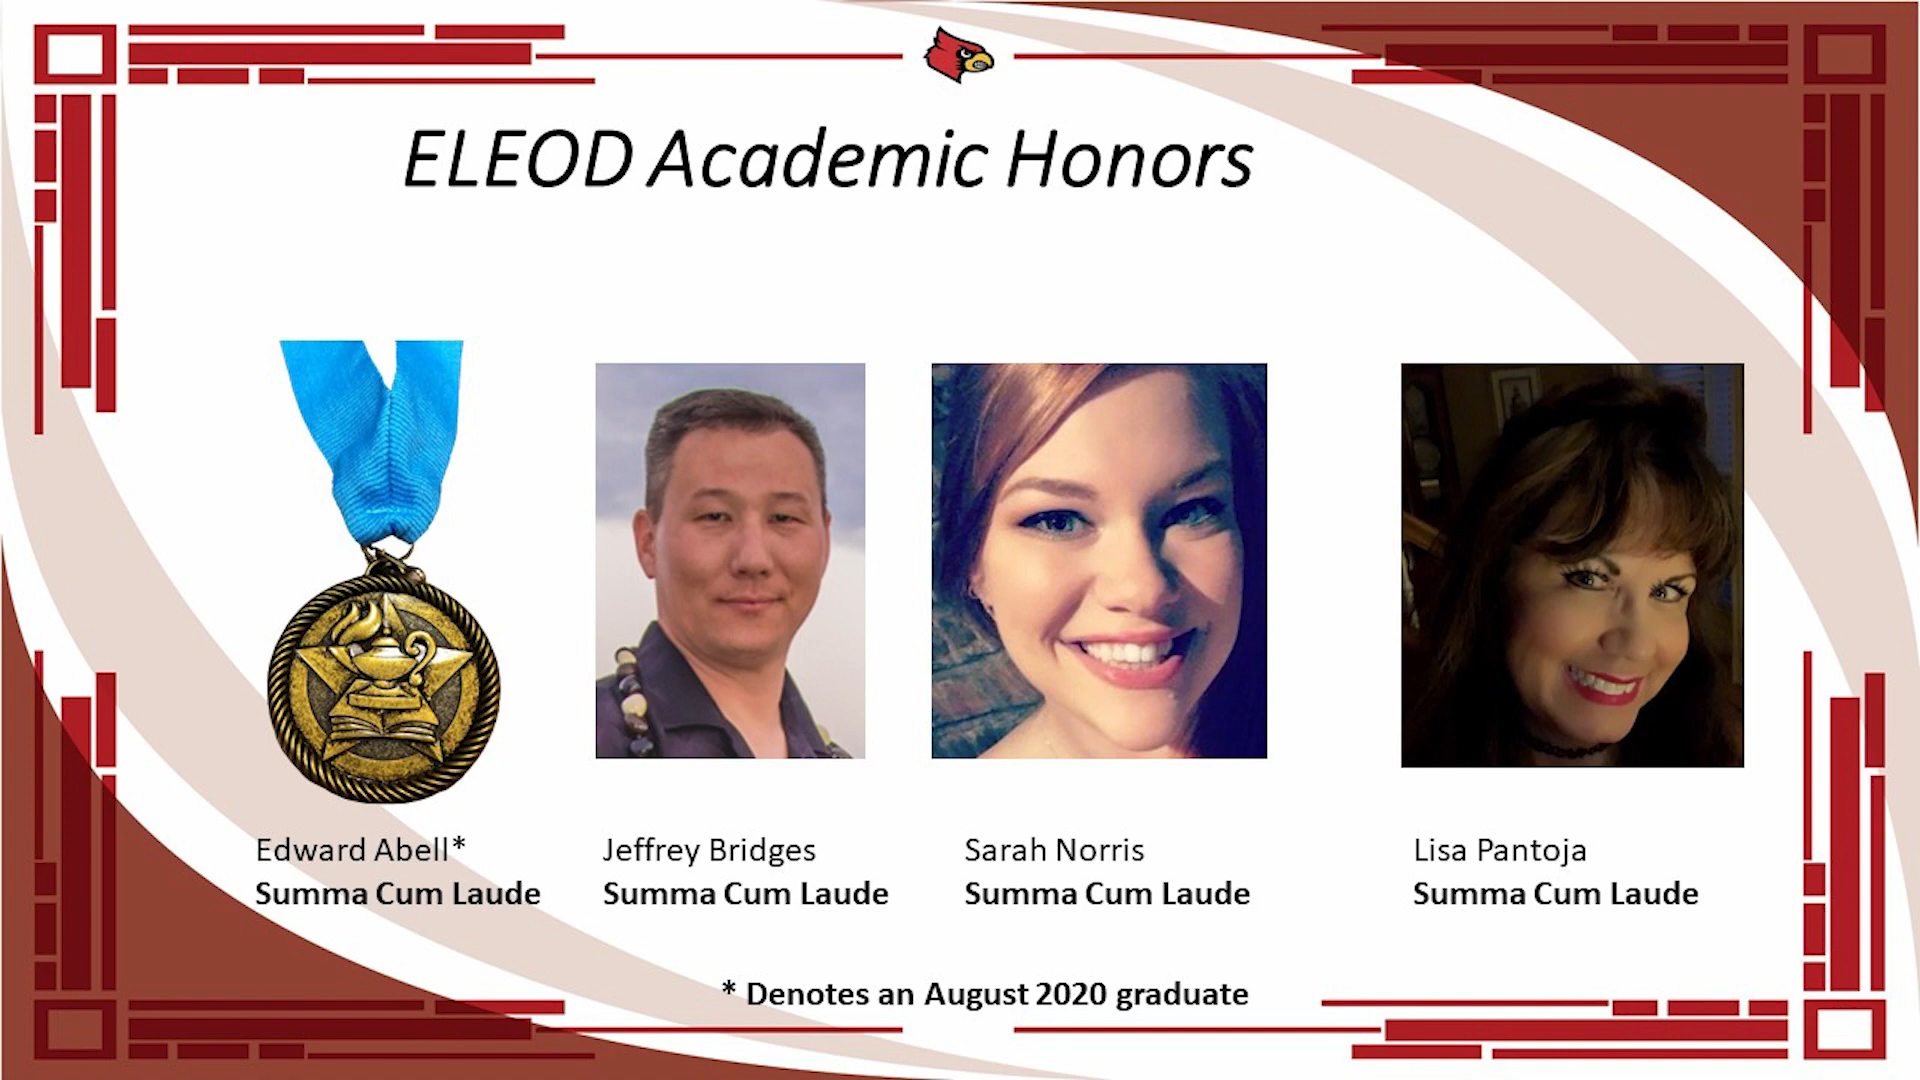 ELEOD Academic Honors
Edward Abell*
Summa Cum Laude
Jeffrey Bridges
Summa Cum Laude
Sarah Norris
Summa Cum Laude
Lisa Pantoja
Summa Cum Laude
* Denotes an August 2020 graduate